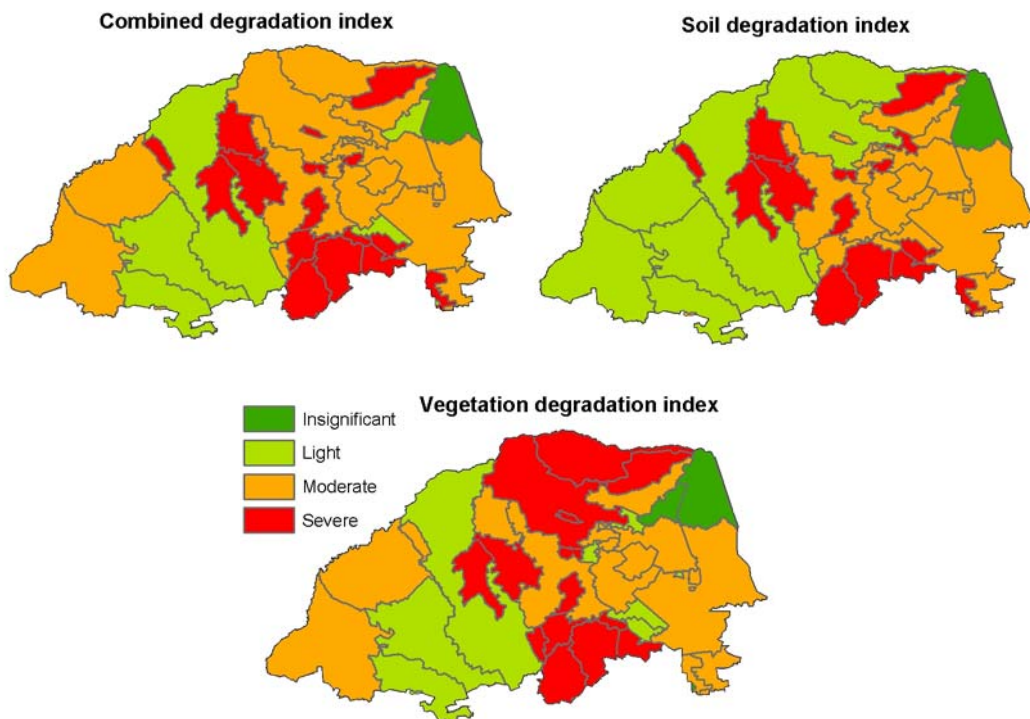 Combined degradation index
Soil degradation index
Vegetation degradation index
Insignificant
Light
Moderate
Severe